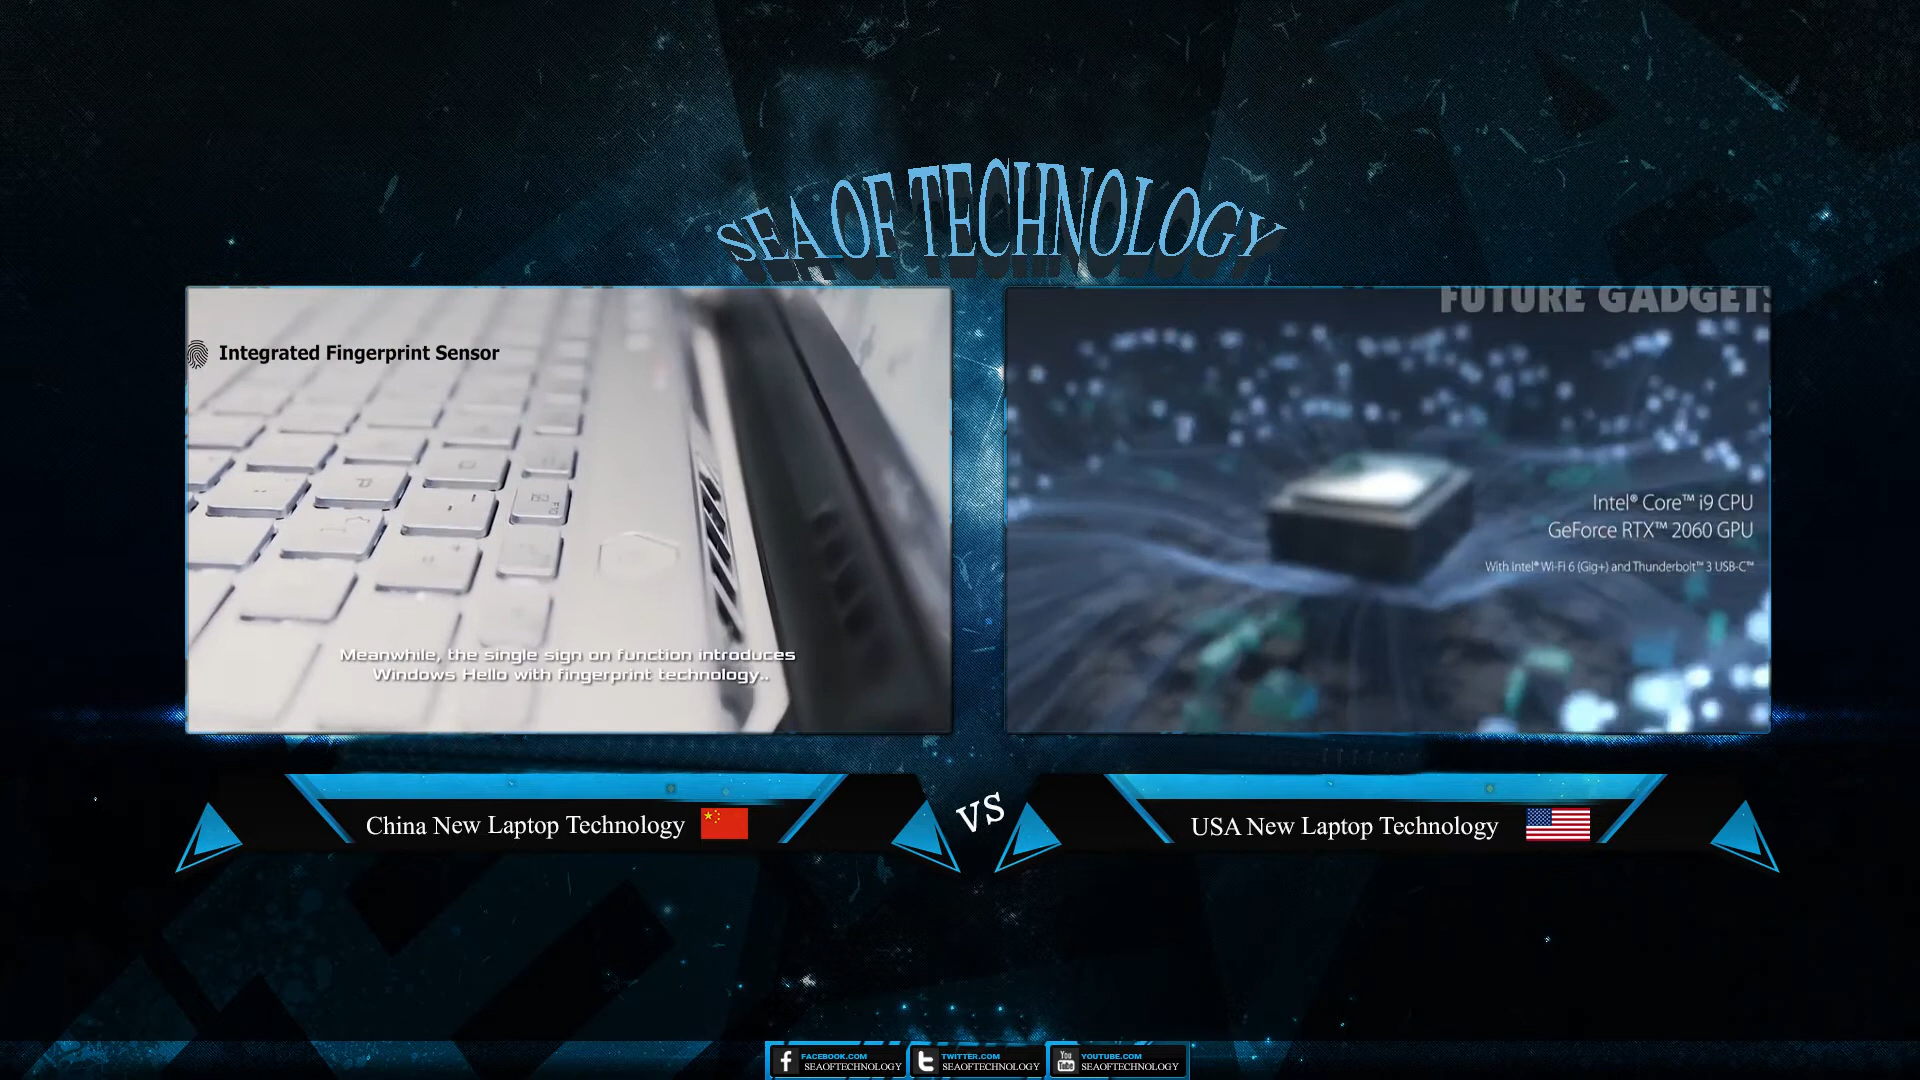 SEA OF TECHNOLOGY
Integrated Fingerprint Sensor
Meanwhile, the single sign on function introduces
Windows Hello with fingerprint technology..
FUTURE GADGETS
Intel® Core™ i9 CPU
GeForce RTX™ 2060 GPU
With Intel® Wi-Fi 6 (Gig+) and Thunderbolt™ 3 USB-C™
China New Laptop Technology
VS
USA New Laptop Technology
FACEBOOK.COM
SEAOFTECHNOLOGY
TWITTER.COM
SEAOFTECHNOLOGY
You
Tube
YOUTUBE.COM
SEAOFTECHNOLOGY